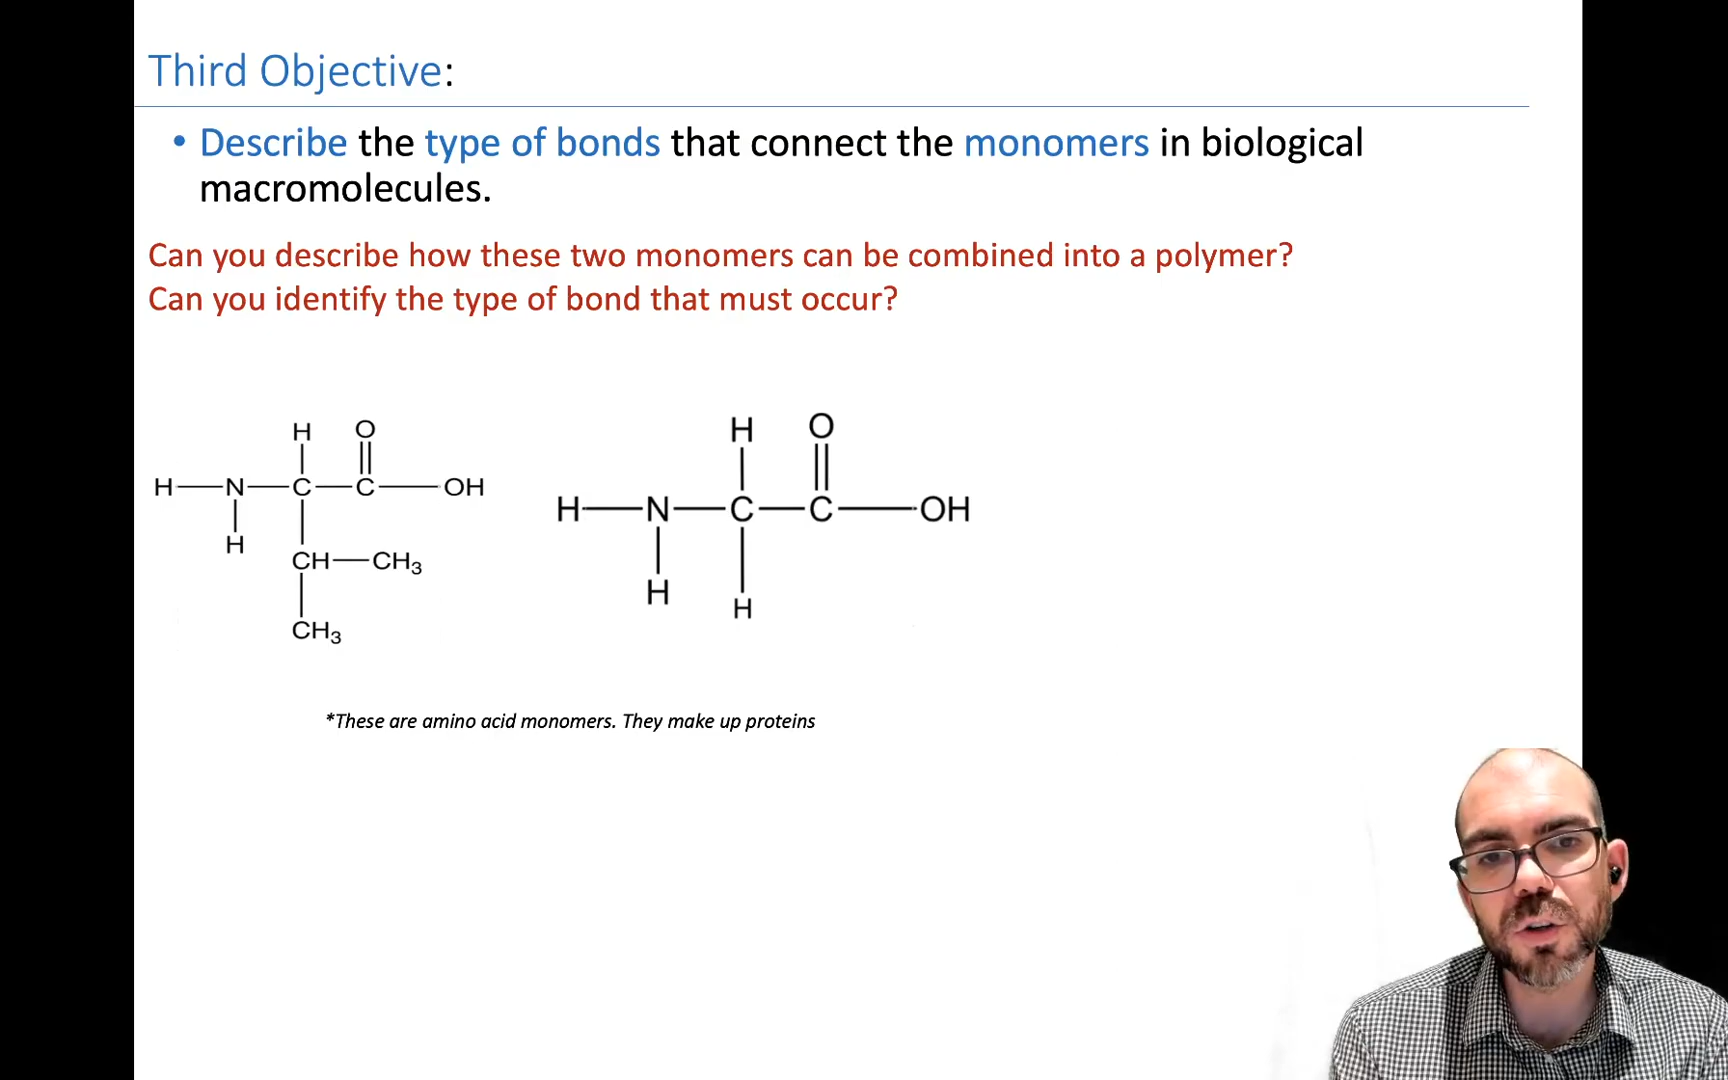 Third Objective:
• Describe the type of bonds that connect the monomers in biological
macromolecules.
Can you describe how these two monomers can be combined into a polymer?
Can you identify the type of bond that must occur?
H O
H N C C OH
H
CH CH₃
CH₃
H O
H N C C OH
H H
*These are amino acid monomers. They make up proteins